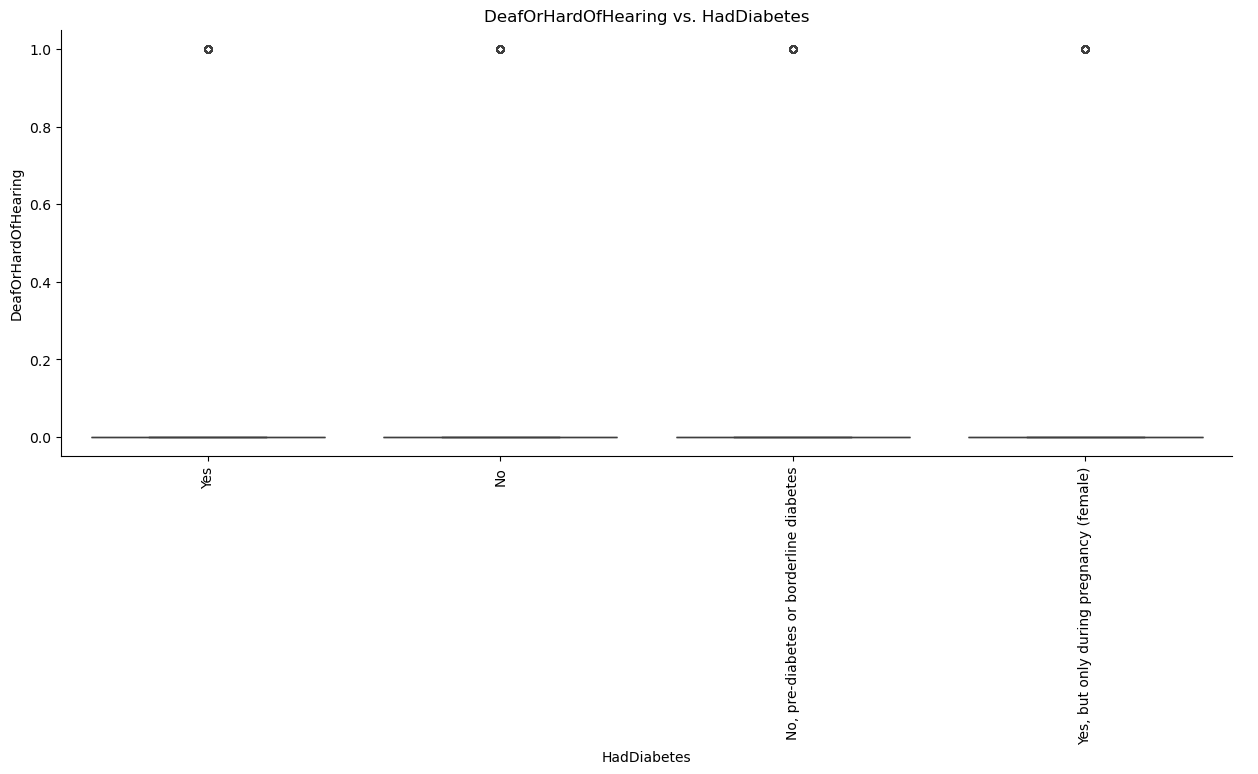 DeafOrHardOfHearing vs. HadDiabetes
1.0
0.8
0.6
0.4
0.2
0.0
DeafOrHardOfHearing
Yes
No
No, pre-diabetes or borderline diabetes
Yes, but only during pregnancy (female)
HadDiabetes